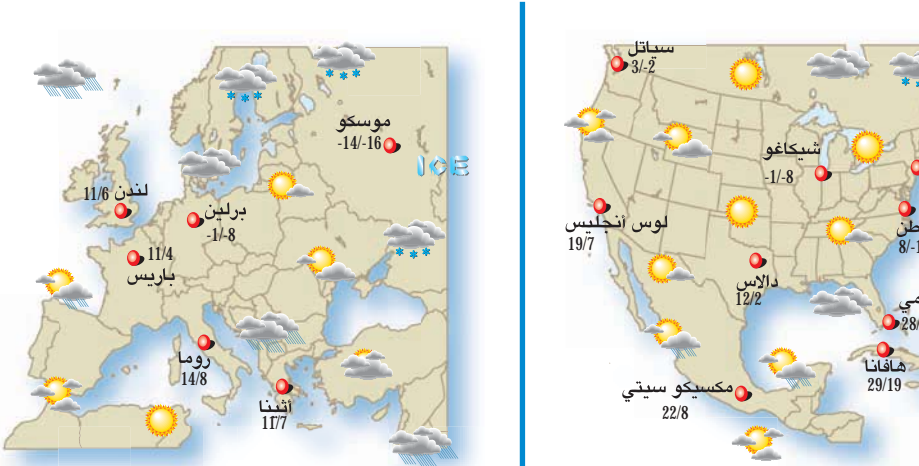 موسكو
-14/-16
ICE
لندن 11/6
برلين
-1/-8
11/4
باريس
روما
14/8
أثينا
11/7
سياتل
3/-2
شيكاغو
-1/-8
لوس أنجليس
19/7
دالاس
12/2
هافانا
29/19
مكسيكو سيتي
22/8